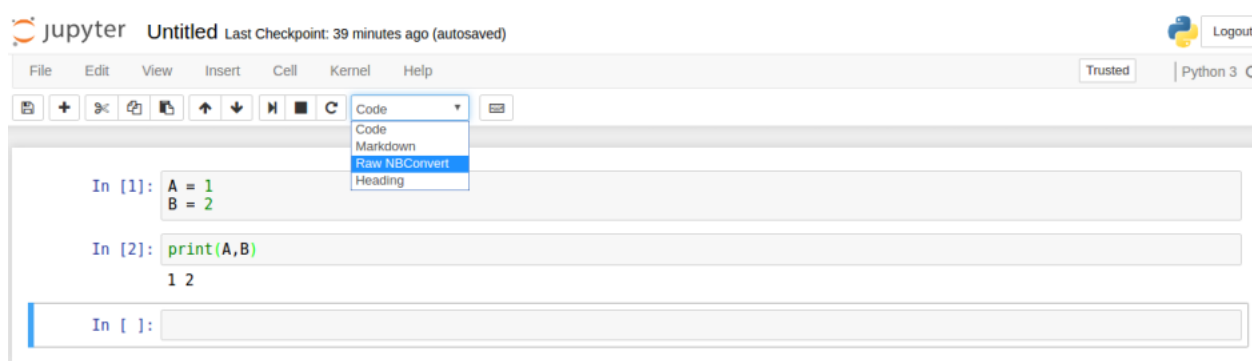 jupyter Untitled Last Checkpoint: 39 minutes ago (autosaved)
Logout
File Edit View Insert Cell Kernel Help
Trusted
Python 3
Code
Code
Markdown
Raw NBConvert
Heading
In [1]: A = 1
B = 2
In [2]: print(A,B)
1 2
In [ ]: